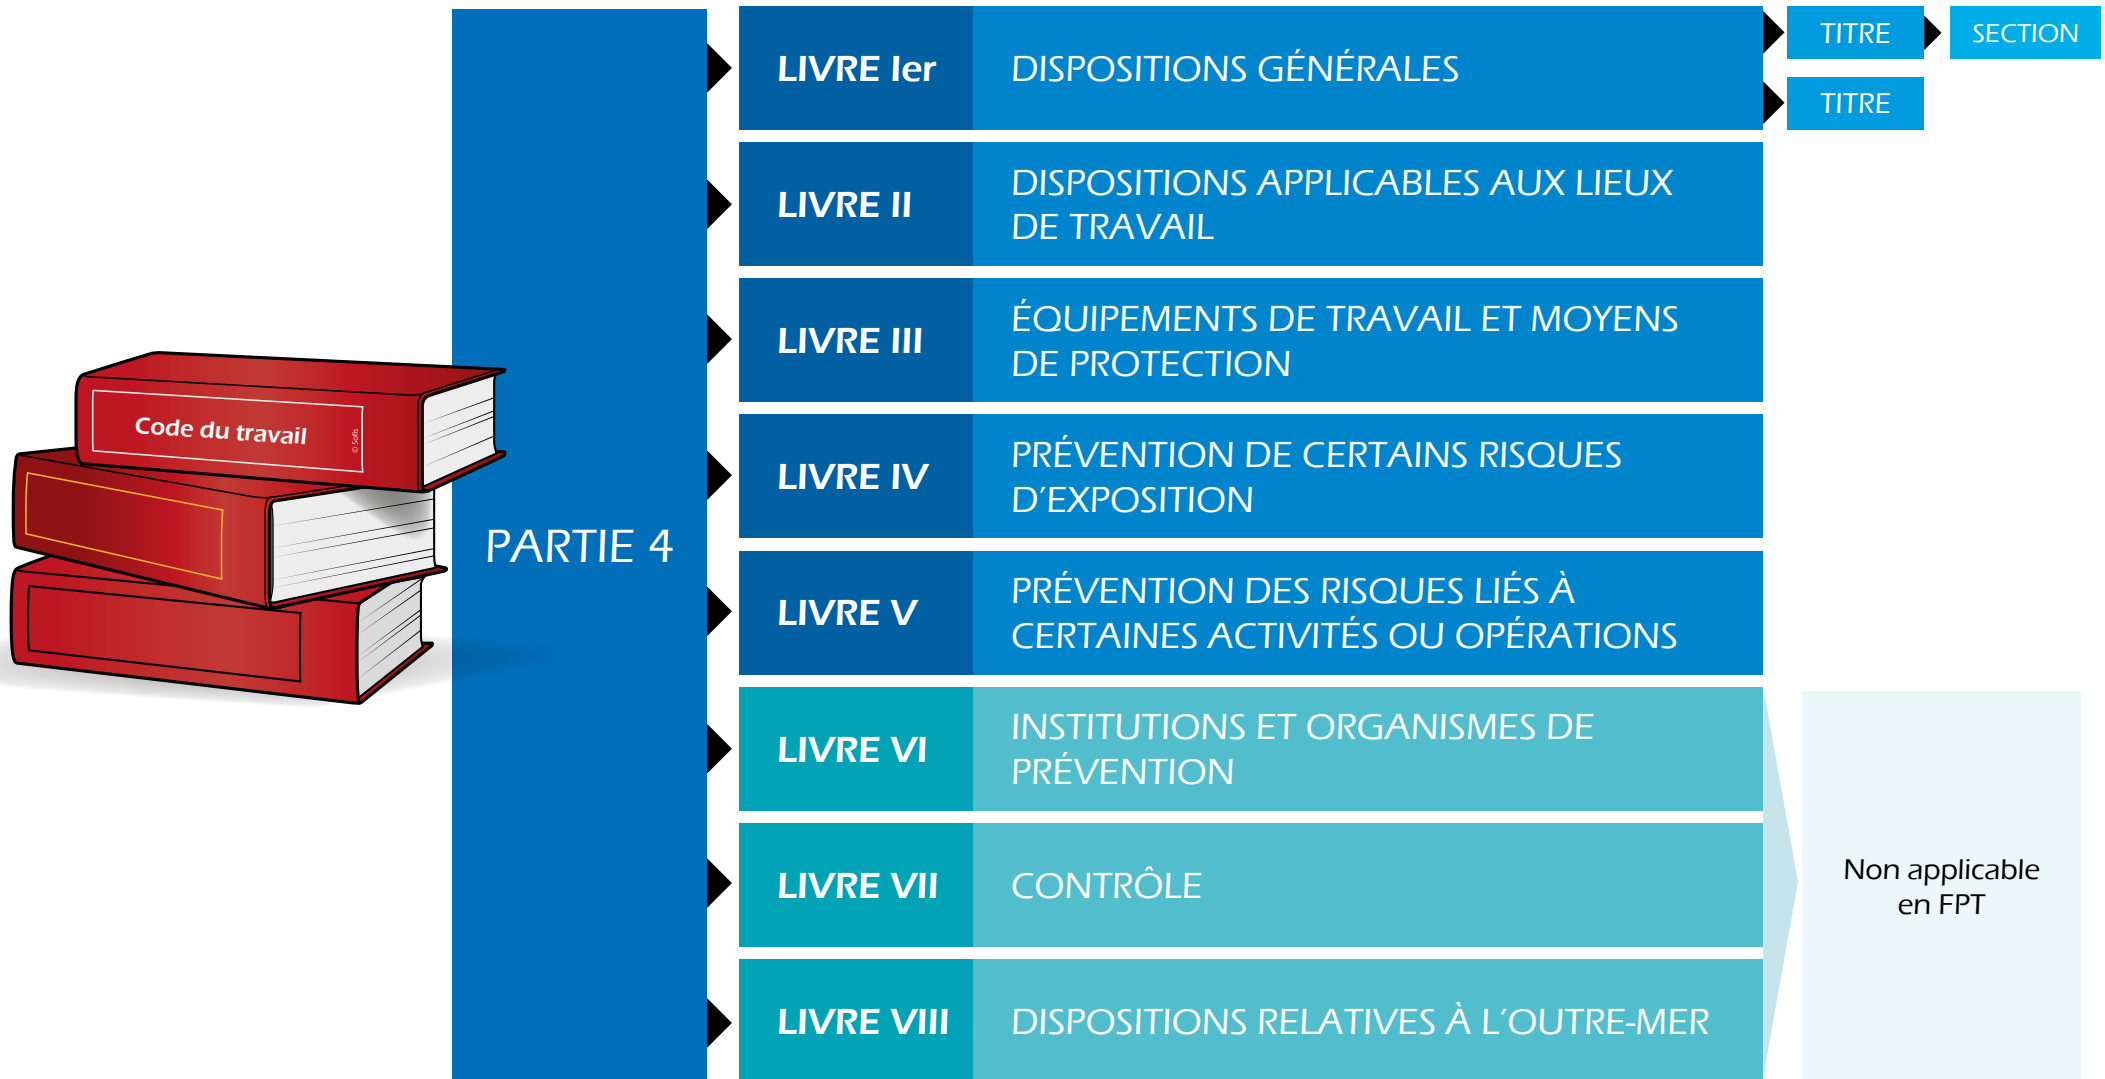 Code du travail
© Sofis
PARTIE 4
LIVRE Ier
DISPOSITIONS GÉNÉRALES
TITRE
SECTION
TITRE
LIVRE II
DISPOSITIONS APPLICABLES AUX LIEUX
DE TRAVAIL
LIVRE III
ÉQUIPEMENTS DE TRAVAIL ET MOYENS
DE PROTECTION
LIVRE IV
PRÉVENTION DE CERTAINS RISQUES
D’EXPOSITION
LIVRE V
PRÉVENTION DES RISQUES LIÉS À
CERTAINES ACTIVITÉS OU OPÉRATIONS
LIVRE VI
INSTITUTIONS ET ORGANISMES DE
PRÉVENTION
LIVRE VII
CONTRÔLE
LIVRE VIII
DISPOSITIONS RELATIVES À L’OUTRE-MER
Non applicable
en FPT